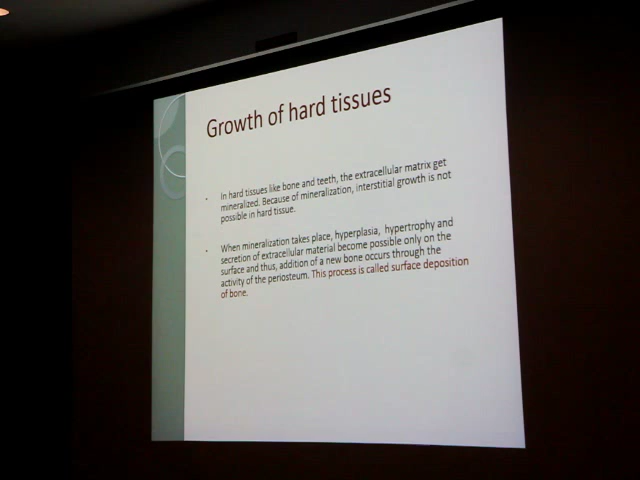 Growth of hard tissues
• In hard tissues like bone and teeth, the extracellular matrix get
mineralized. Because of mineralization, interstitial growth is not
possible in hard tissue.
• When mineralization takes place, hyperplasia, hypertrophy and
secretion of extracellular material become possible only on the
surface and thus, addition of a new bone occurs through the
activity of the periosteum. This process is called surface deposition
of bone.